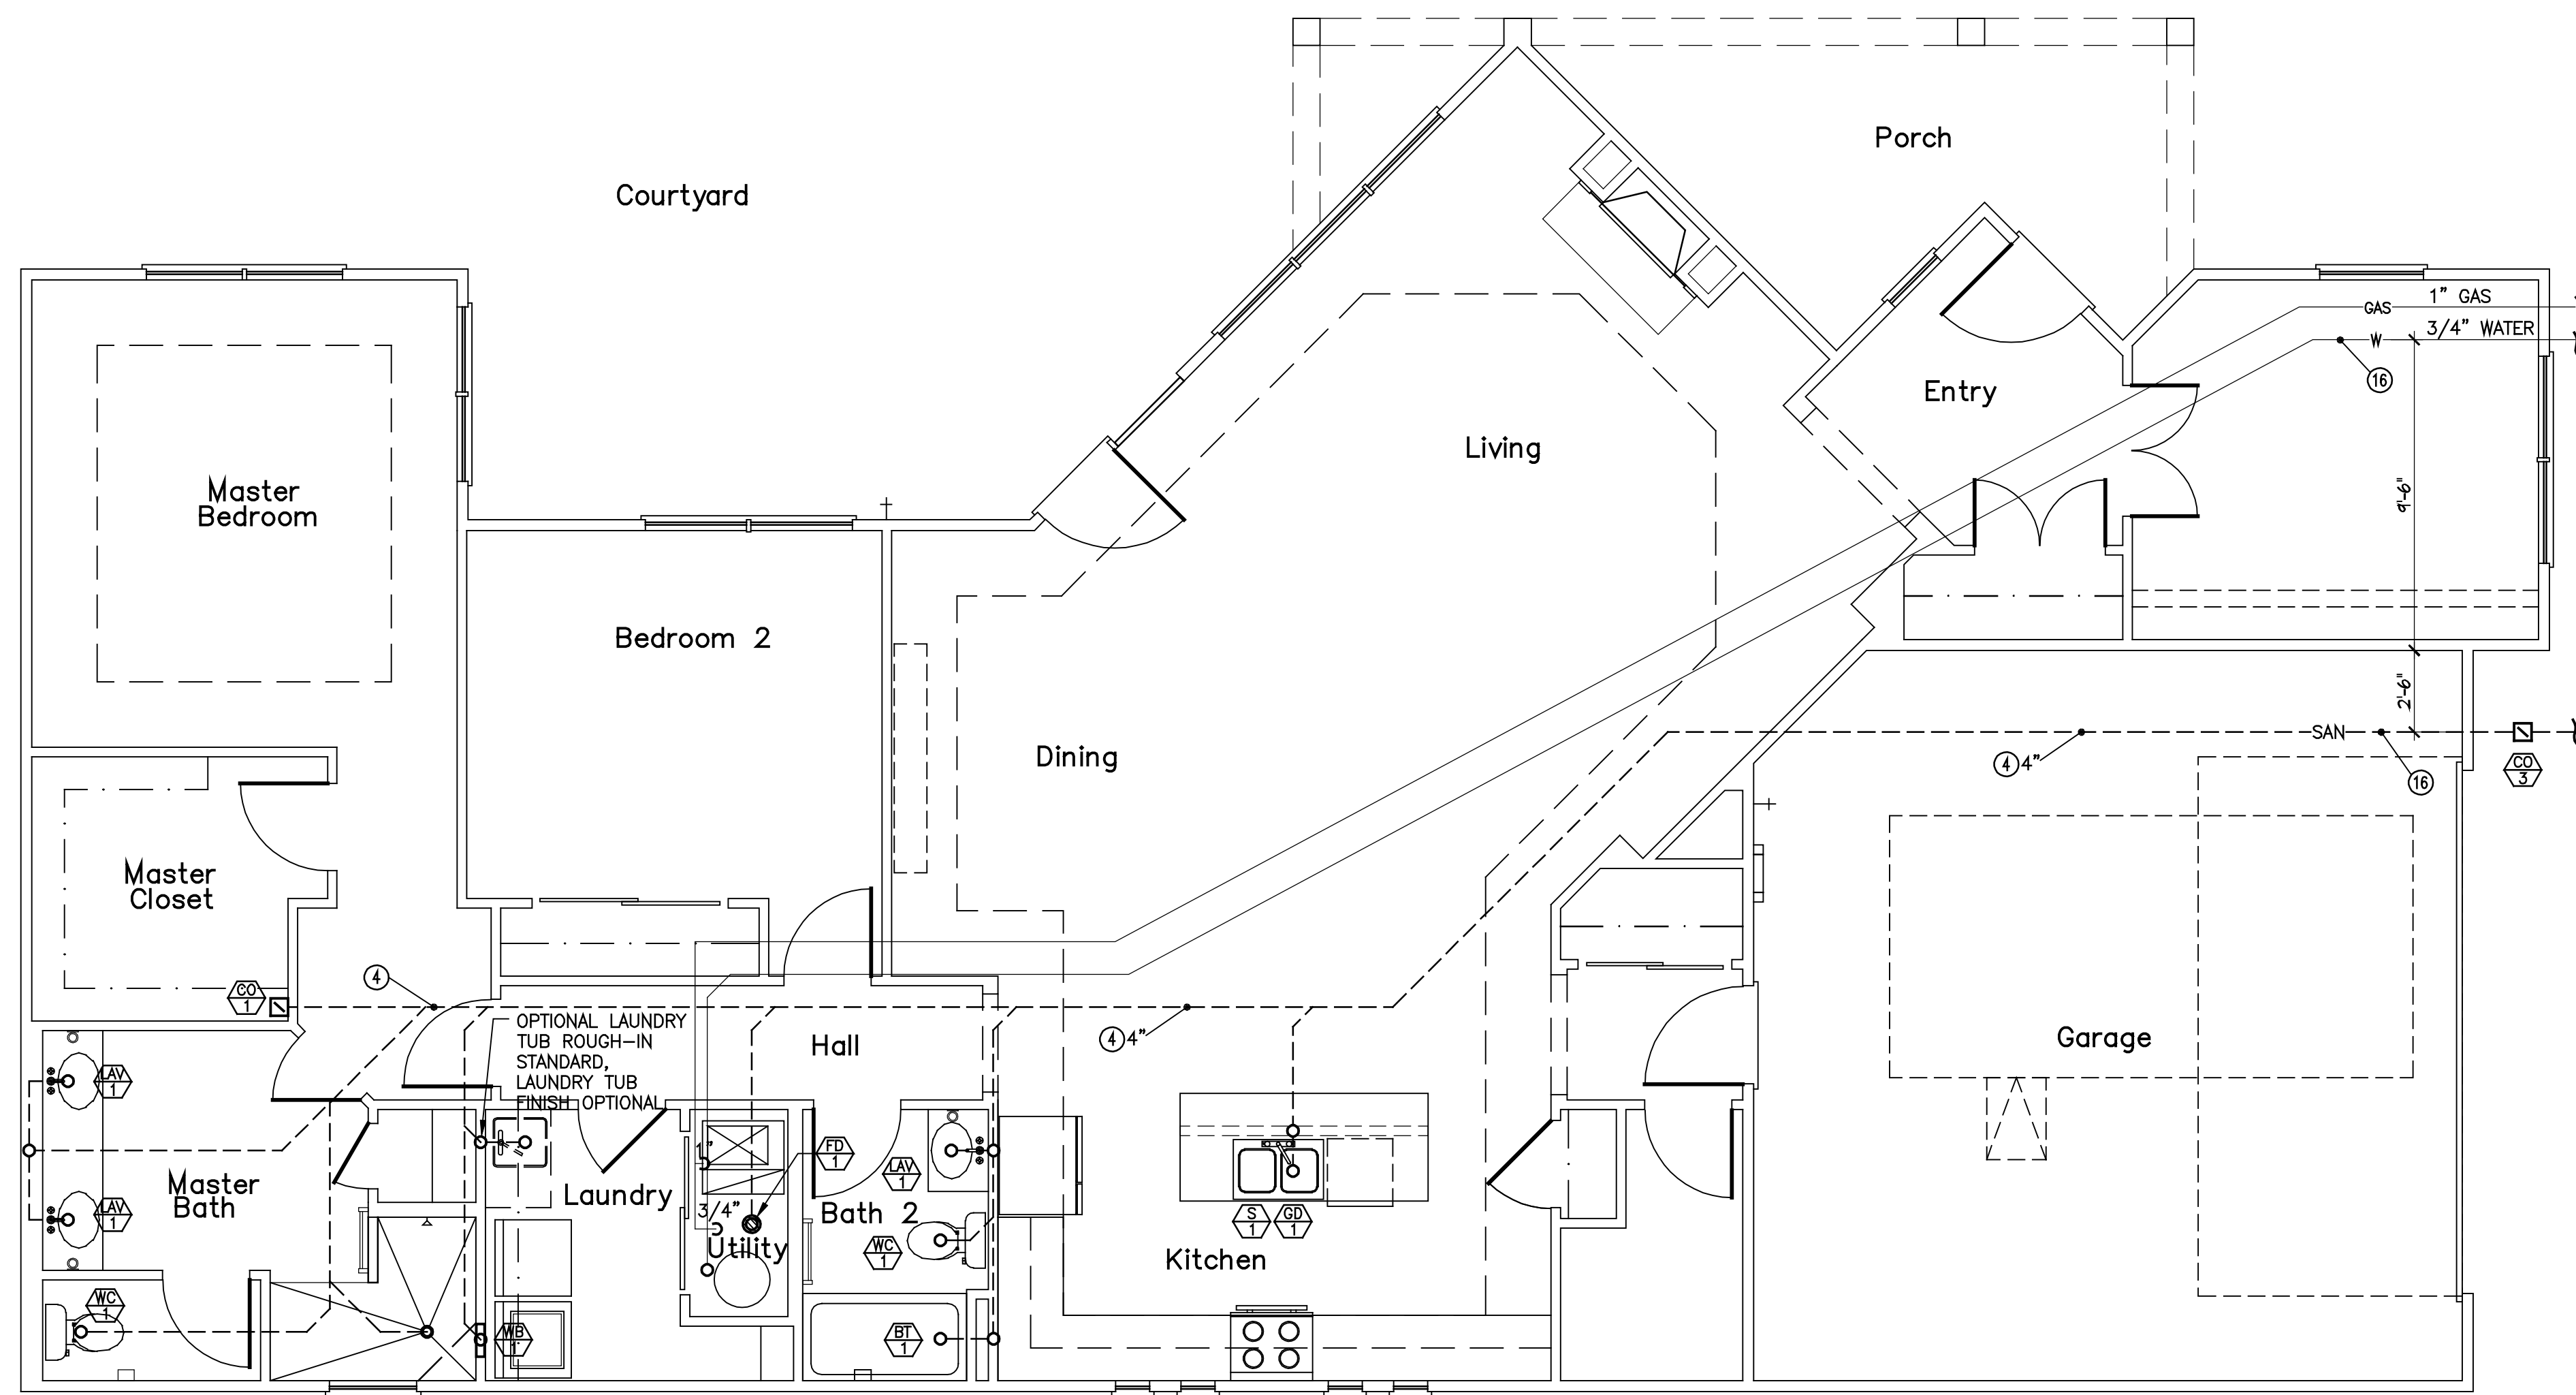 Porch
Courtyard
1” GAS
GAS
3/4” WATER
W
16
Entry
Living
Master
Bedroom
9'-6"
Bedroom 2
2'-6"
SAN
Dining
4 4”
CO
3
16
Master
Closet
4
CO
1
OPTIONAL LAUNDRY
TUB ROUGH-IN
STANDARD,
LAUNDRY TUB
FINISH OPTIONAL
Hall
4 4”
Garage
LAV
1
1”
FD
1
LAV
1
Master
Bath
Laundry
LAV
1
3/4”
Bath 2
S
1
GD
1
Utility
WC
1
Kitchen
WC
1
WB
1
BT
1